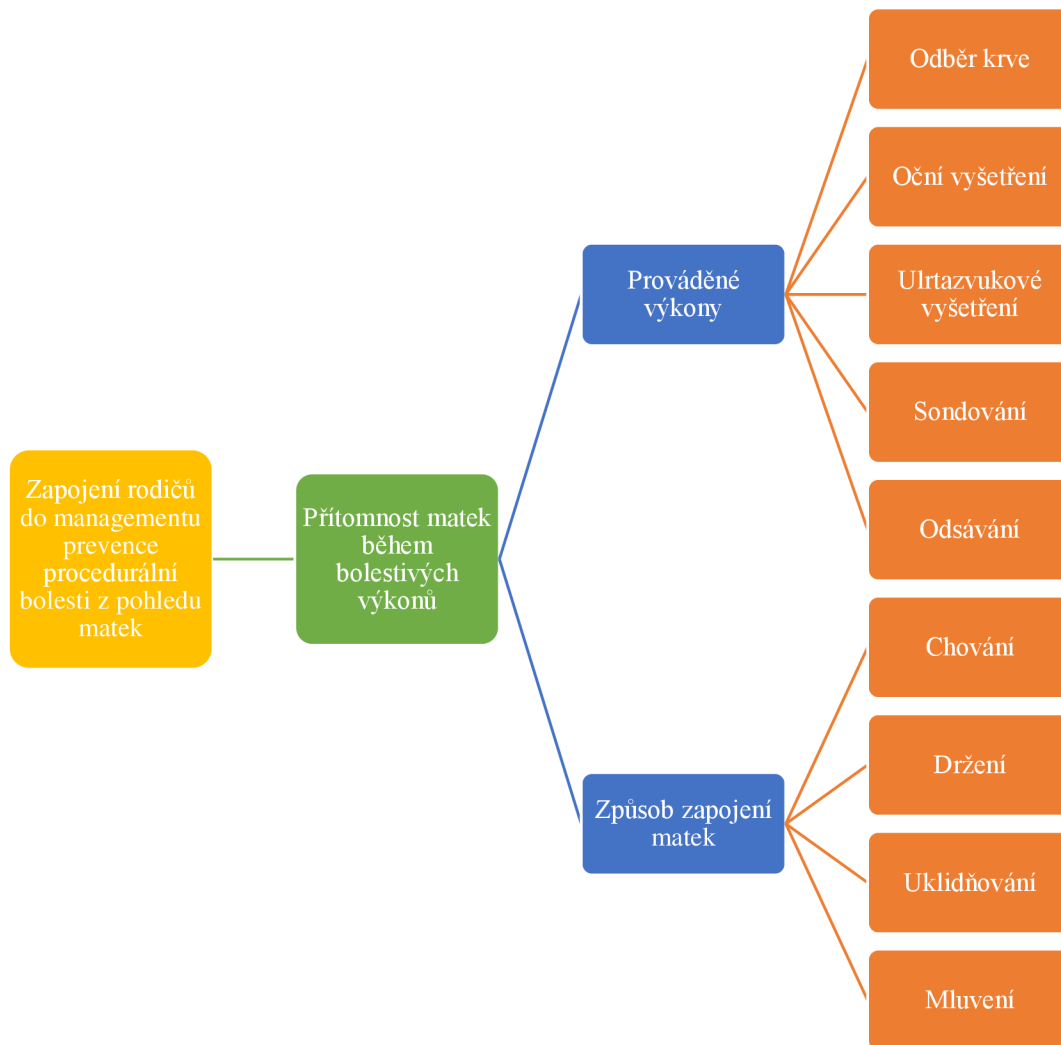 Zapojení rodičů
do managementu
prevence
procedurální
bolesti z pohledu
matek
Přítomnost matek
během
bolestivých
výkonů
Prováděné
výkony
Odběr krve
Oční vyšetření
Ulrtazvukové
vyšetření
Sondování
Odsávání
Způsob zapojení
matek
Chování
Držení
Uklidňování
Mluvení